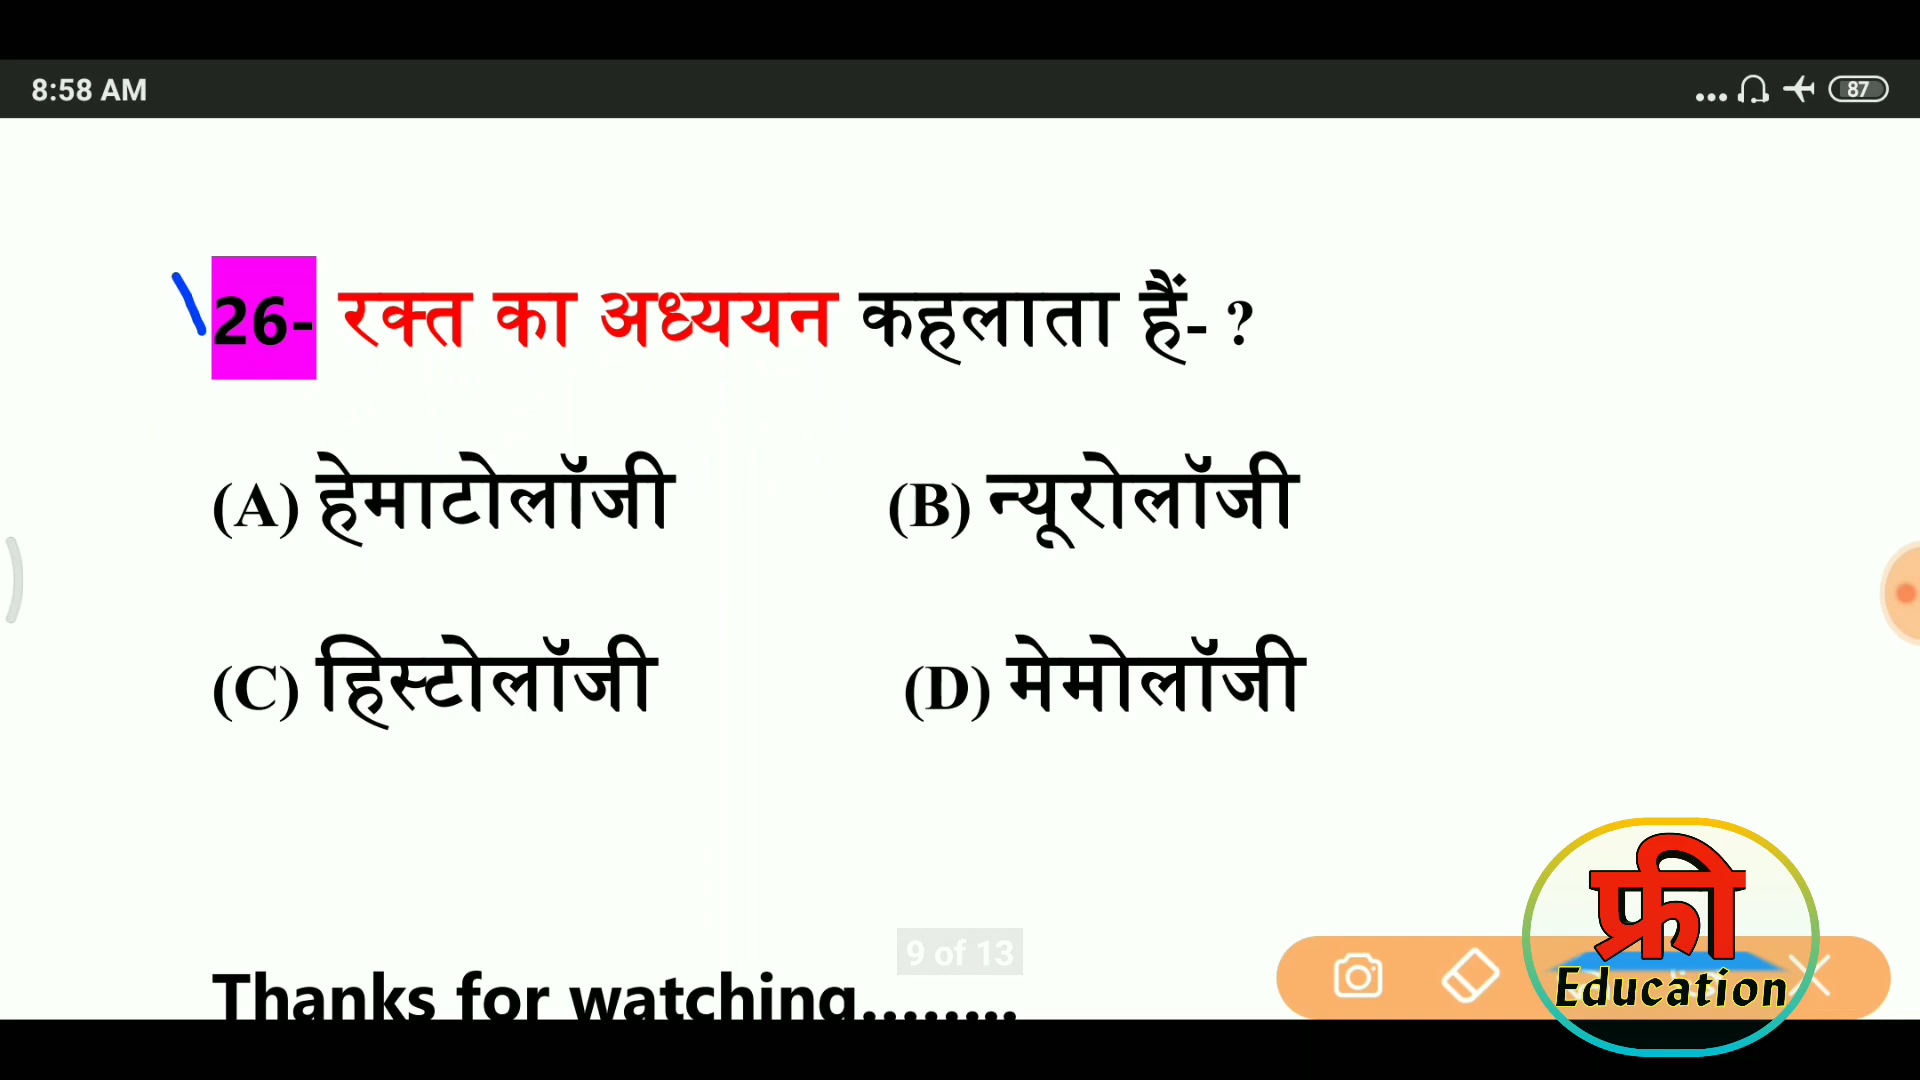 8:58 AM
87
26- रक्त का अध्ययन कहलाता हैं- ?
(A) हेमाटोलॉजी (B) न्यूरोलॉजी
(C) हिस्टोलॉजी (D) मेमोलॉजी
9 of 13
Thanks for watching........
फ्री
Education